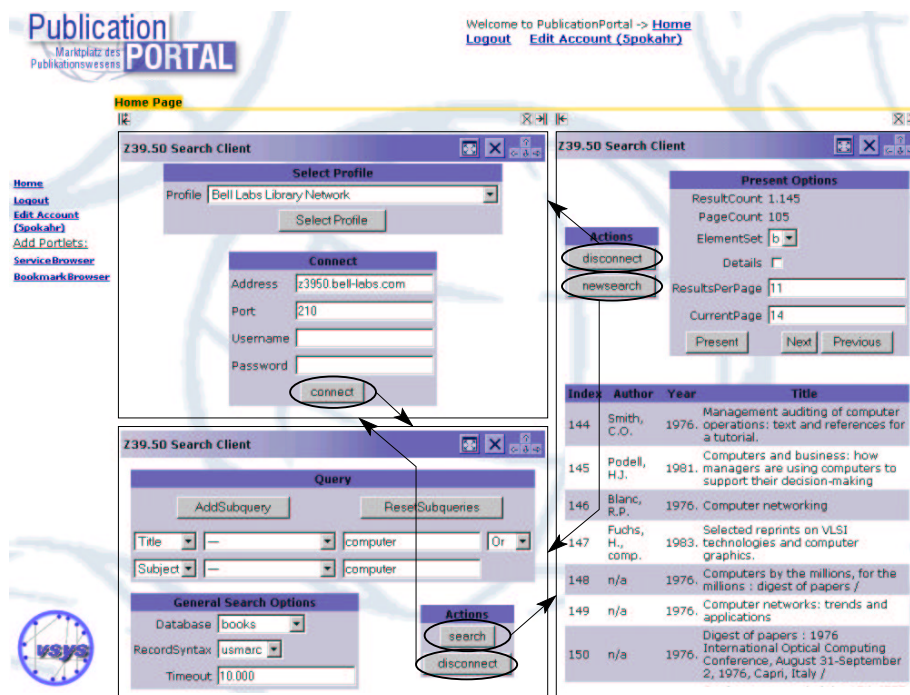 Publication
Marktplatz des
Publikationswesens
PORTAL
Welcome to PublicationPortal -> Home
Logout Edit Account (5pokahr)
Home Page
Home
Logout
Edit Account
(5pokahr)
Add Portlets:
ServiceBrowser
BookmarkBrowser
Z39.50 Search Client
Select Profile
Profile Bell Labs Library Network
Select Profile
Connect
Address z3950.bell-labs.com
Port 210
Username
Password
connect
Z39.50 Search Client
Query
AddSubquery ResetSubqueries
Title --- computer Or
Subject --- computer
General Search Options
Database books
RecordSyntax usmarc
Timeout 10.000
Actions
search
disconnect
Z39.50 Search Client
Actions
disconnect
newsearch
Present Options
ResultCount 1.145
PageCount 105
ElementSet b
Details
ResultsPerPage 11
CurrentPage 14
Present Next Previous
Index Author Year Title
144 Smith, C.O. 1976. Management auditing of computer
operations: text and references for
a tutorial.
145 Podell, H.J. 1981. Computers and business: how
managers are using computers to
support their decision-making
146 Blanc, R.P. 1976. Computer networking
147 Fuchs, H., comp. 1983. Selected reprints on VLSI
technologies and computer
graphics.
148 n/a 1976. Computers by the millions, for the
millions : digest of papers /
149 n/a 1976. Computer networks: trends and
applications
150 n/a 1976. Digest of papers : 1976
International Optical Computing
Conference, August 31-September
2, 1976, Capri, Italy /
VSYS